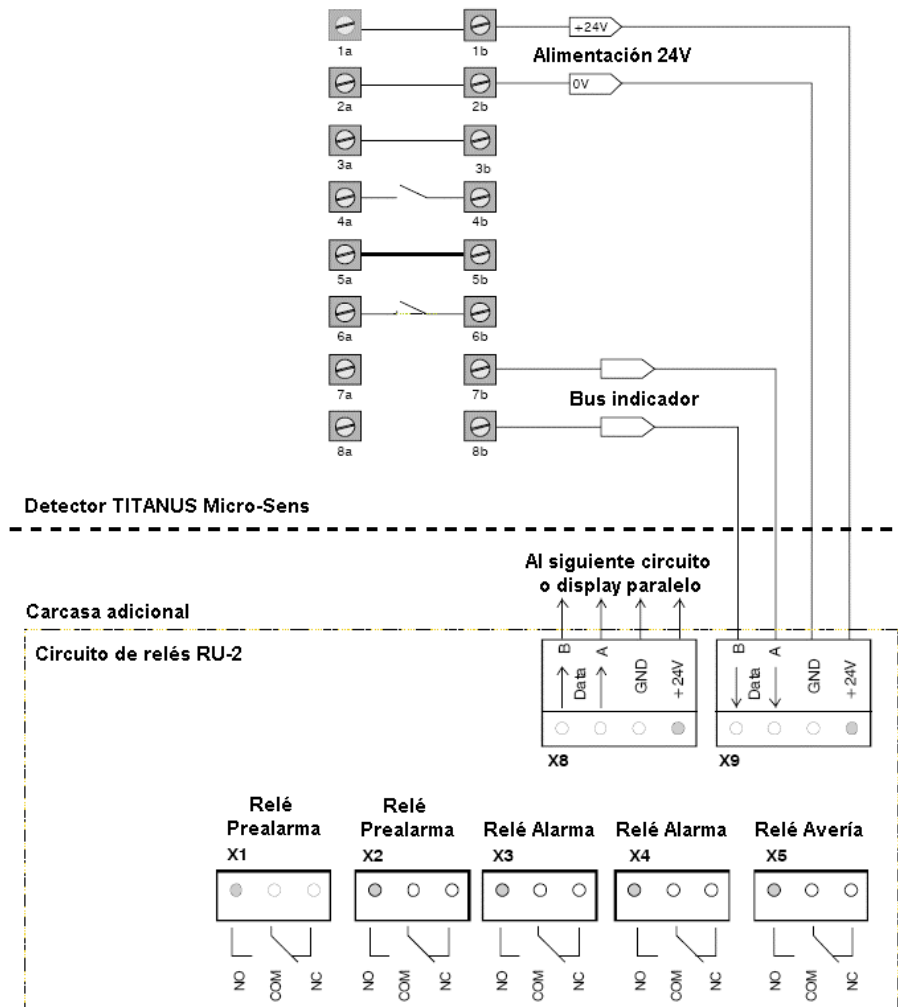 +24V
1a 1b
Alimentación 24V
0V
2a 2b
3a 3b
4a 4b
5a 5b
6a 6b
7a 7b
Bus indicador
8a 8b
Detector TITANUS Micro-Sens
Al siguiente circuito
o display paralelo
Carcasa adicional
Circuito de relés RU-2
B Data A GND +24V
B Data A GND +24V
X8 X9
Relé
Prealarma
X1
Relé
Prealarma
X2
Relé Alarma
X3
Relé Alarma
X4
Relé Avería
X5
NO COM NC
NO COM NC
NO COM NC
NO COM NC
NO COM NC